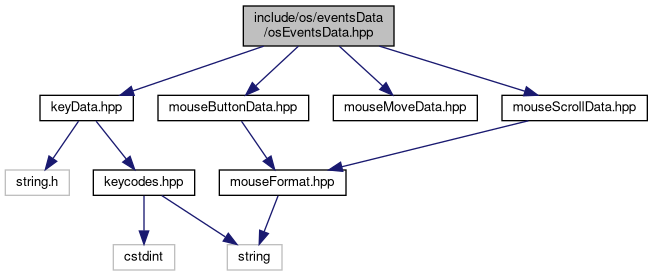 include/os/eventsData
/osEventsData.hpp
keyData.hpp
mouseButtonData.hpp
mouseMoveData.hpp
mouseScrollData.hpp
string.h
keycodes.hpp
mouseFormat.hpp
cstdint
string